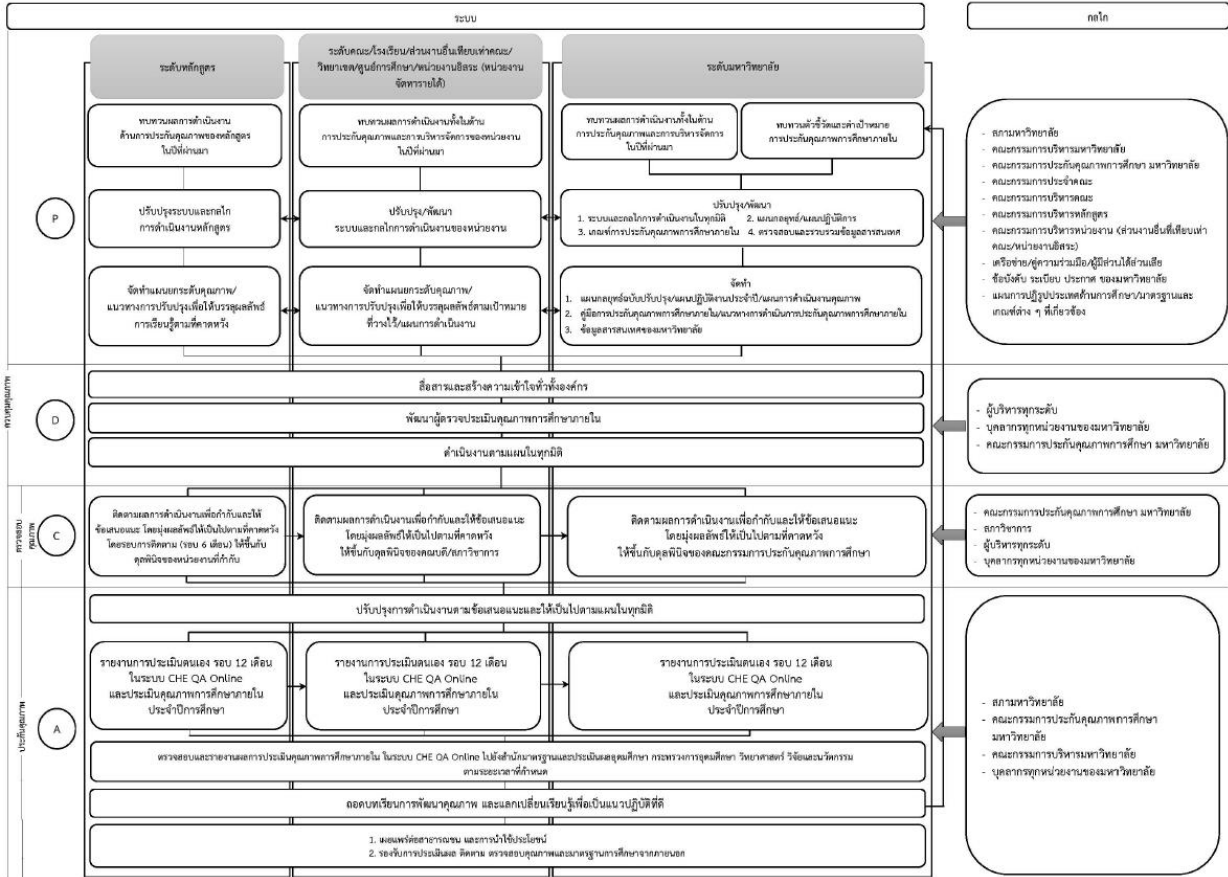 ระบบ
กลไก
ระดับหลักสูตร
ระดับคณะ/โรงเรียน/ส่วนงานอื่นเทียบเท่าคณะ/
วิทยาเขต/ศูนย์การศึกษา/หน่วยงานอิสระ (หน่วยงาน
จัดหารายได้)
ระดับมหาวิทยาลัย
P
ทบทวนผลการดำเนินงาน
ด้านการประกันคุณภาพของหลักสูตร
ในปีที่ผ่านมา
ทบทวนผลการดำเนินงานทั้งในด้าน
การประกันคุณภาพและการบริหารจัดการของหน่วยงาน
ในปีที่ผ่านมา
ทบทวนผลการดำเนินงานทั้งในด้าน
การประกันคุณภาพและการบริหารจัดการ
ในปีที่ผ่านมา
ทบทวนตัวชี้วัดและค่าเป้าหมาย
การประกันคุณภาพการศึกษาภายใน
ปรับปรุงระบบและกลไก
การดำเนินงานหลักสูตร
ปรับปรุง/พัฒนา
ระบบและกลไกการดำเนินงานของหน่วยงาน
ปรับปรุง/พัฒนา
1. ระบบและกลไกการดำเนินงานในทุกมิติ 2. แผนกลยุทธ์/แผนปฏิบัติการ
3. เกณฑ์การประกันคุณภาพการศึกษาภายใน 4. ตรวจสอบและรวบรวมข้อมูลสารสนเทศ
จัดทำแผนยกระดับคุณภาพ/
แนวทางการปรับปรุงเพื่อให้บรรลุผลลัพธ์
การเรียนรู้ตามที่คาดหวัง
จัดทำแผนยกระดับคุณภาพ/
แนวทางการปรับปรุงเพื่อให้บรรลุผลลัพธ์ตามเป้าหมาย
ที่วางไว้/แผนการดำเนินงาน
จัดทำ
1. แผนกลยุทธ์ฉบับปรับปรุง/แผนปฏิบัติงานประจำปี/แผนการดำเนินงานคุณภาพ
2. คู่มือการประกันคุณภาพการศึกษาภายใน/แนวทางการดำเนินการประกันคุณภาพการศึกษาภายใน
3. ข้อมูลสารสนเทศของมหาวิทยาลัย
- สภามหาวิทยาลัย
- คณะกรรมการบริหารมหาวิทยาลัย
- คณะกรรมการประกันคุณภาพการศึกษา มหาวิทยาลัย
- คณะกรรมการประจำคณะ
- คณะกรรมการบริหารคณะ
- คณะกรรมการบริหารหลักสูตร
- คณะกรรมการบริหารหน่วยงาน (ส่วนงานอื่นที่เทียบเท่า
คณะ/หน่วยงานอิสระ)
- เครือข่าย/คู่ความร่วมมือ/ผู้มีส่วนได้ส่วนเสีย
- ข้อบังคับ ระเบียบ ประกาศ ของมหาวิทยาลัย
- แผนการปฏิรูปประเทศด้านการศึกษา/มาตรฐานและ
เกณฑ์ต่าง ๆ ที่เกี่ยวข้อง
ควบคุมคุณภาพ
D
สื่อสารและสร้างความเข้าใจทั่วทั้งองค์กร
พัฒนาผู้ตรวจประเมินคุณภาพการศึกษาภายใน
ดำเนินงานตามแผนในทุกมิติ
- ผู้บริหารทุกระดับ
- บุคลากรทุกหน่วยงานของมหาวิทยาลัย
- คณะกรรมการประกันคุณภาพการศึกษา มหาวิทยาลัย
ตรวจสอบ
คุณภาพ
C
ติดตามผลการดำเนินงานเพื่อกำกับและให้
ข้อเสนอแนะ โดยมุ่งผลลัพธ์ให้เป็นไปตามที่คาดหวัง
โดยรอบการติดตาม (รอบ 6 เดือน) ให้ขึ้นกับ
ดุลพินิจของหน่วยงานที่กำกับ
ติดตามผลการดำเนินงานเพื่อกำกับและให้ข้อเสนอแนะ
โดยมุ่งผลลัพธ์ให้เป็นไปตามที่คาดหวัง
ให้ขึ้นกับดุลพินิจของคณบดี/สภาวิชาการ
ติดตามผลการดำเนินงานเพื่อกำกับและให้ข้อเสนอแนะ
โดยมุ่งผลลัพธ์ให้เป็นไปตามที่คาดหวัง
ให้ขึ้นกับดุลพินิจของคณะกรรมการประกันคุณภาพการศึกษา
- คณะกรรมการประกันคุณภาพการศึกษา มหาวิทยาลัย
- สภาวิชาการ
- ผู้บริหารทุกระดับ
- บุคลากรทุกหน่วยงานของมหาวิทยาลัย
ประกันคุณภาพ
A
ปรับปรุงการดำเนินงานตามข้อเสนอแนะและให้เป็นไปตามแผนในทุกมิติ
รายงานการประเมินตนเอง รอบ 12 เดือน
ในระบบ CHE QA Online
และประเมินคุณภาพการศึกษาภายใน
ประจำปีการศึกษา
รายงานการประเมินตนเอง รอบ 12 เดือน
ในระบบ CHE QA Online
และประเมินคุณภาพการศึกษาภายใน
ประจำปีการศึกษา
รายงานการประเมินตนเอง รอบ 12 เดือน
ในระบบ CHE QA Online
และประเมินคุณภาพการศึกษาภายใน
ประจำปีการศึกษา
ตรวจสอบและรายงานผลการประเมินคุณภาพการศึกษาภายใน ในระบบ CHE QA Online ไปยังสำนักมาตรฐานและประเมินผลอุดมศึกษา กระทรวงการอุดมศึกษา วิทยาศาสตร์ วิจัยและนวัตกรรม
ตามระยะเวลาที่กำหนด
ถอดบทเรียนการพัฒนาคุณภาพ และแลกเปลี่ยนเรียนรู้เพื่อเป็นแนวปฏิบัติที่ดี
1. เผยแพร่ต่อสาธารณชน และการนำใช้ประโยชน์
2. รองรับการประเมินผล ติดตาม ตรวจสอบคุณภาพและมาตรฐานการศึกษาจากภายนอก
- สภามหาวิทยาลัย
- คณะกรรมการประกันคุณภาพการศึกษา
มหาวิทยาลัย
- คณะกรรมการบริหารมหาวิทยาลัย
- บุคลากรทุกหน่วยงานของมหาวิทยาลัย